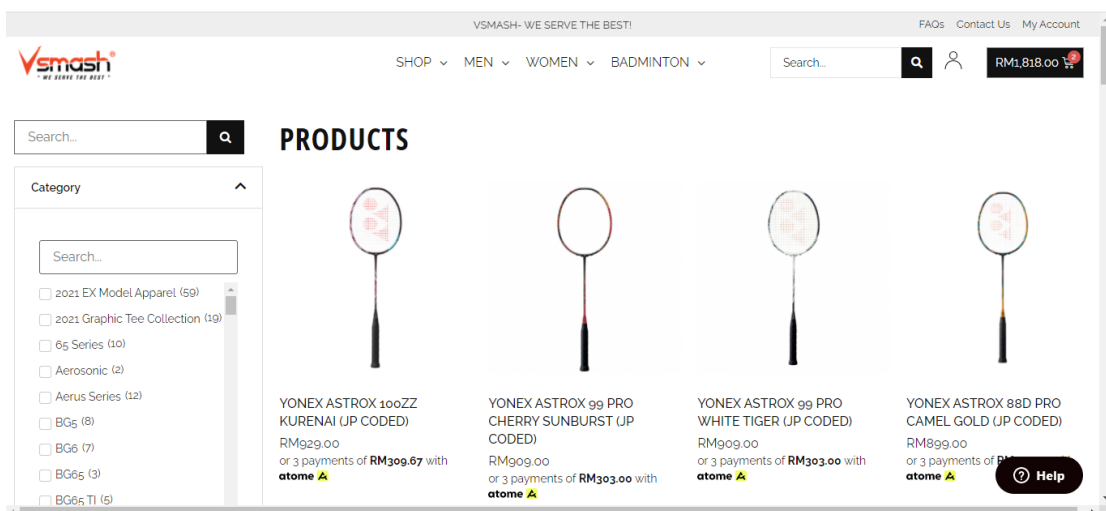 VSMASH- WE SERVE THE BEST!
FAQs Contact Us My Account
Vsmash®
" WE SERVE THE BEST "
SHOP MEN WOMEN BADMINTON
Search...
RM1,818.00 2
Search...
PRODUCTS
Category
Search...
2021 EX Model Apparel (59)
2021 Graphic Tee Collection (19)
65 Series (10)
Aerosonic (2)
Aerus Series (12)
BG5 (8)
BG6 (7)
BG65 (3)
BG65 TI (5)
YONEX ASTROX 100ZZ
KURENAI (JP CODED)
RM929.00
or 3 payments of RM309.67 with
atome
YONEX ASTROX 99 PRO
CHERRY SUNBURST (JP
CODED)
RM909.00
or 3 payments of RM303.00 with
atome
YONEX ASTROX 99 PRO
WHITE TIGER (JP CODED)
RM909.00
or 3 payments of RM303.00 with
atome
YONEX ASTROX 88D PRO
CAMEL GOLD (JP CODED)
RM899.00
or 3 payments of
atome
Help